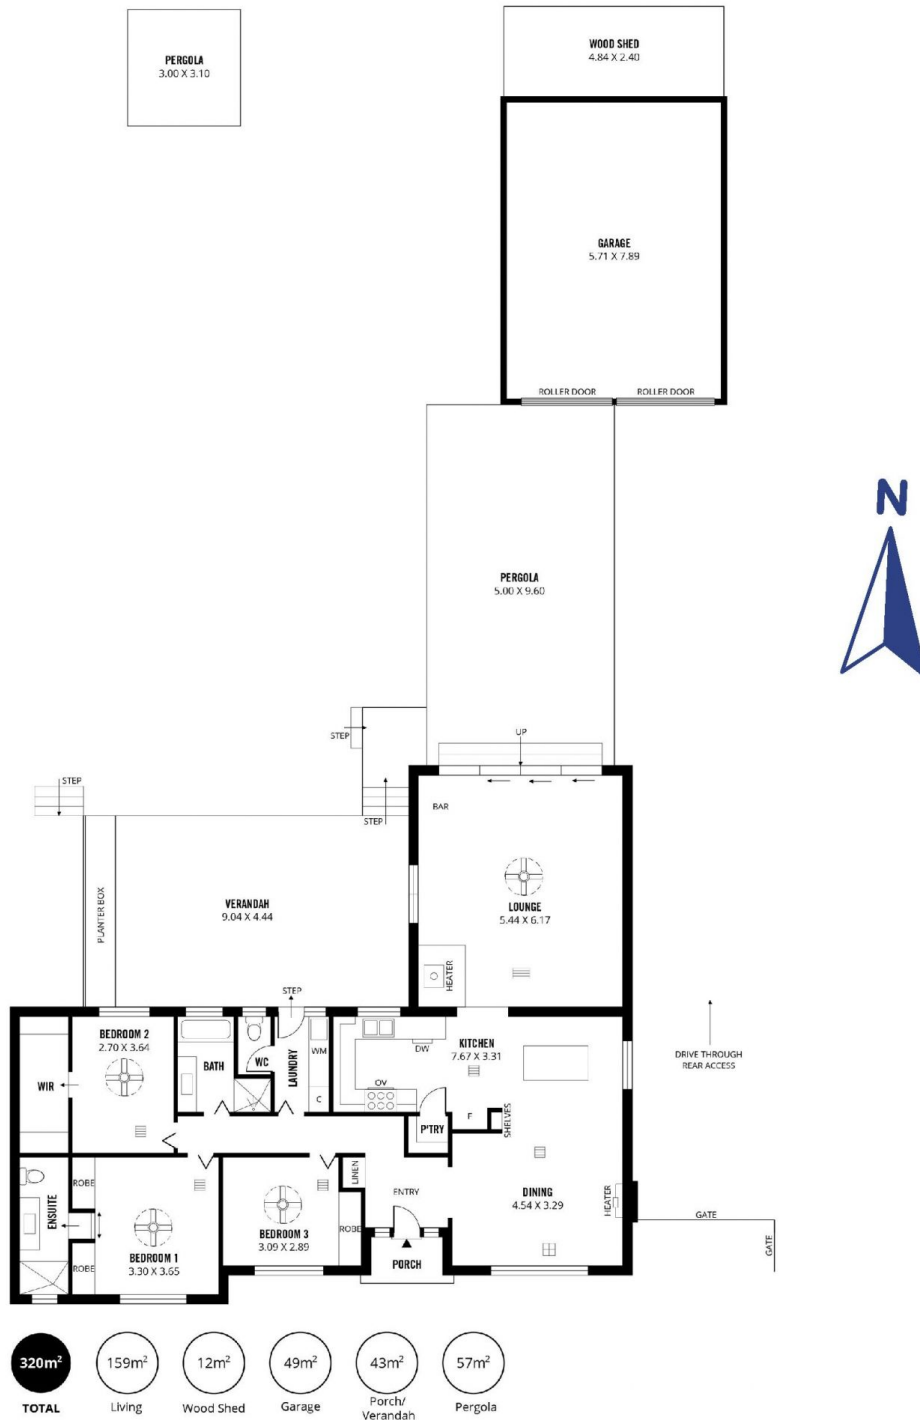 WOOD SHED
4.84 X 2.40
PERGOLA
3.00 X 3.10
GARAGE
5.71 X 7.89
ROLLER DOOR
ROLLER DOOR
N
PERGOLA
5.00 X 9.60
STEP
UP
STEP
BAR
STEP
PLANTER BOX
VERANDAH
9.04 X 4.44
LOUNGE
5.44 X 6.17
HEATER
STEP
BEDROOM 2
2.70 X 3.64
WIR
BATH
WC
LAUNDRY
WM
C
DW
OV
KITCHEN
7.67 X 3.31
DRIVE THROUGH
REAR ACCESS
P'TRY
F
SHELVES
ENSUITE
ROBE
ROBE
BEDROOM 1
3.30 X 3.65
BEDROOM 3
3.09 X 2.89
LINEN
ROBE
ENTRY
PORCH
DINING
4.54 X 3.29
HEATER
GATE
GATE
320m²
159m²
12m²
49m²
43m²
57m²
TOTAL
Living
Wood Shed
Garage
Porch/
Verandah
Pergola